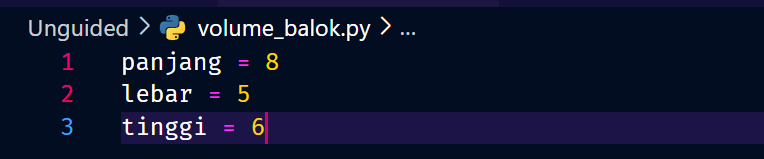 Unguided > volume_balok.py > ...
1 panjang = 8
2 lebar = 5
3 tinggi = 6